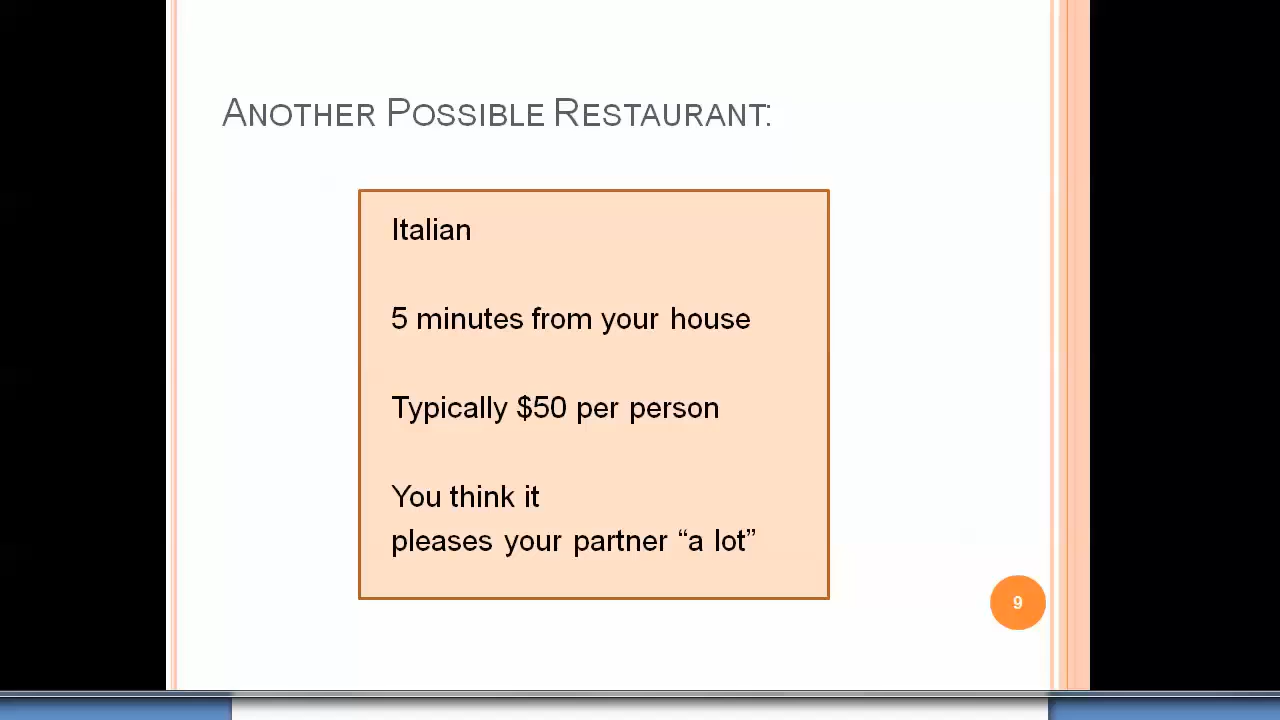 ANOTHER POSSIBLE RESTAURANT:
Italian
5 minutes from your house
Typically $50 per person
You think it
pleases your partner “a lot”
9